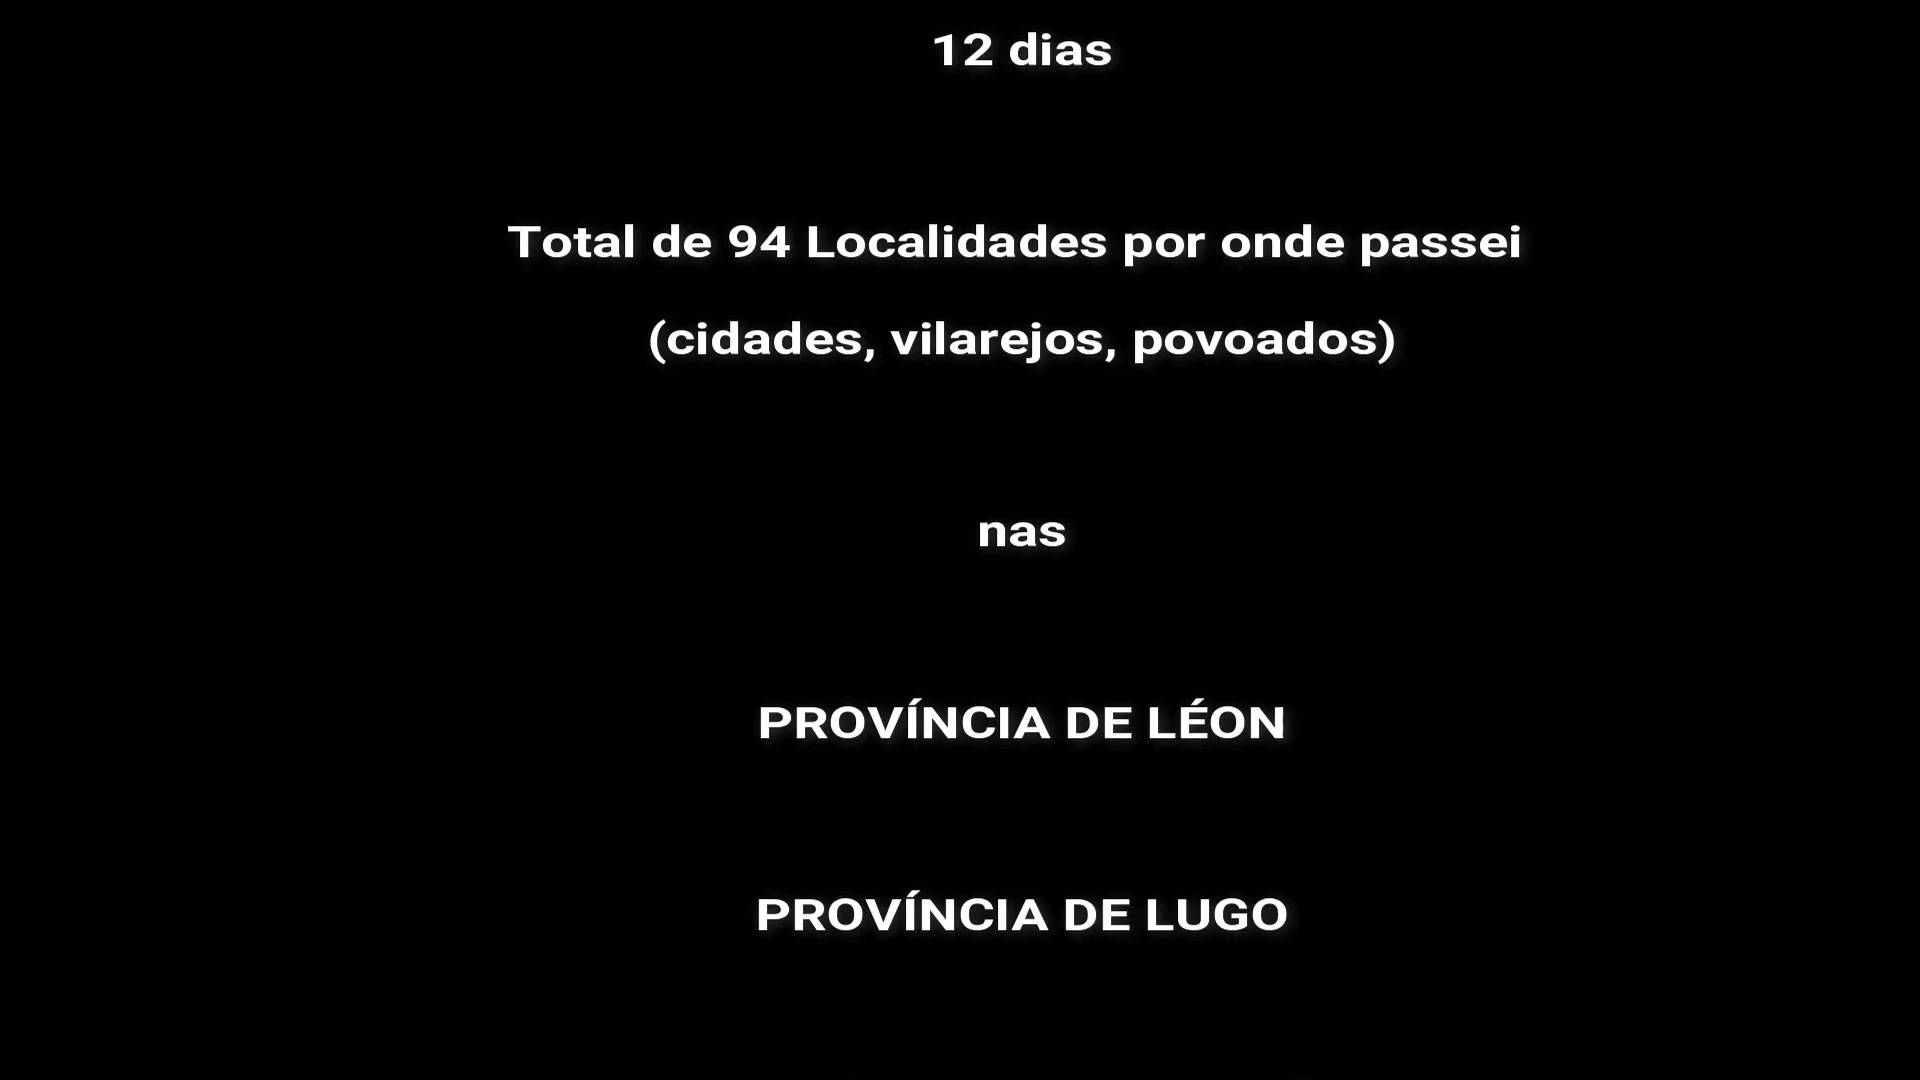 12 dias
Total de 94 Localidades por onde passei
(cidades, vilarejos, povoados)
nas
PROVÍNCIA DE LÉON
PROVÍNCIA DE LUGO